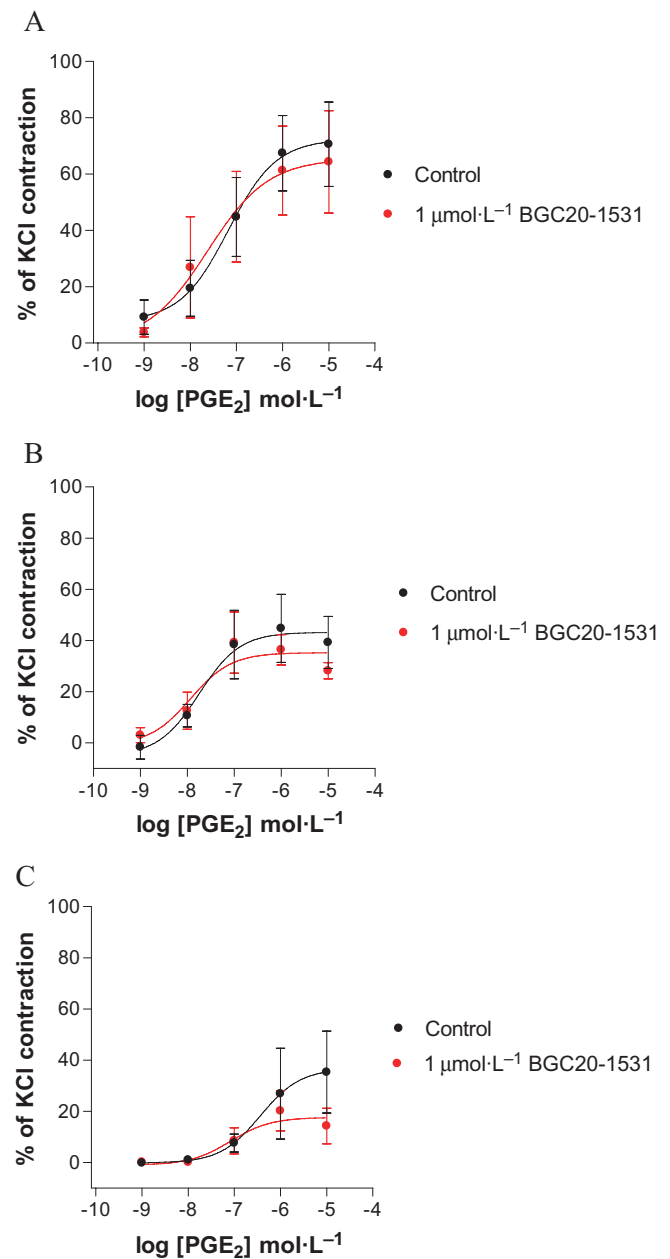 A
100
80
60
40
20
0
% of KCl contraction
-10 -9 -8 -7 -6 -5 -4
log [PGE₂] mol·L⁻¹
Control
1 μmol·L⁻¹ BGC20-1531
B
100
80
60
40
20
0
% of KCl contraction
-10 -9 -8 -7 -6 -5 -4
log [PGE₂] mol·L⁻¹
Control
1 μmol·L⁻¹ BGC20-1531
C
100
80
60
40
20
0
% of KCl contraction
-10 -9 -8 -7 -6 -5 -4
log [PGE₂] mol·L⁻¹
Control
1 μmol·L⁻¹ BGC20-1531